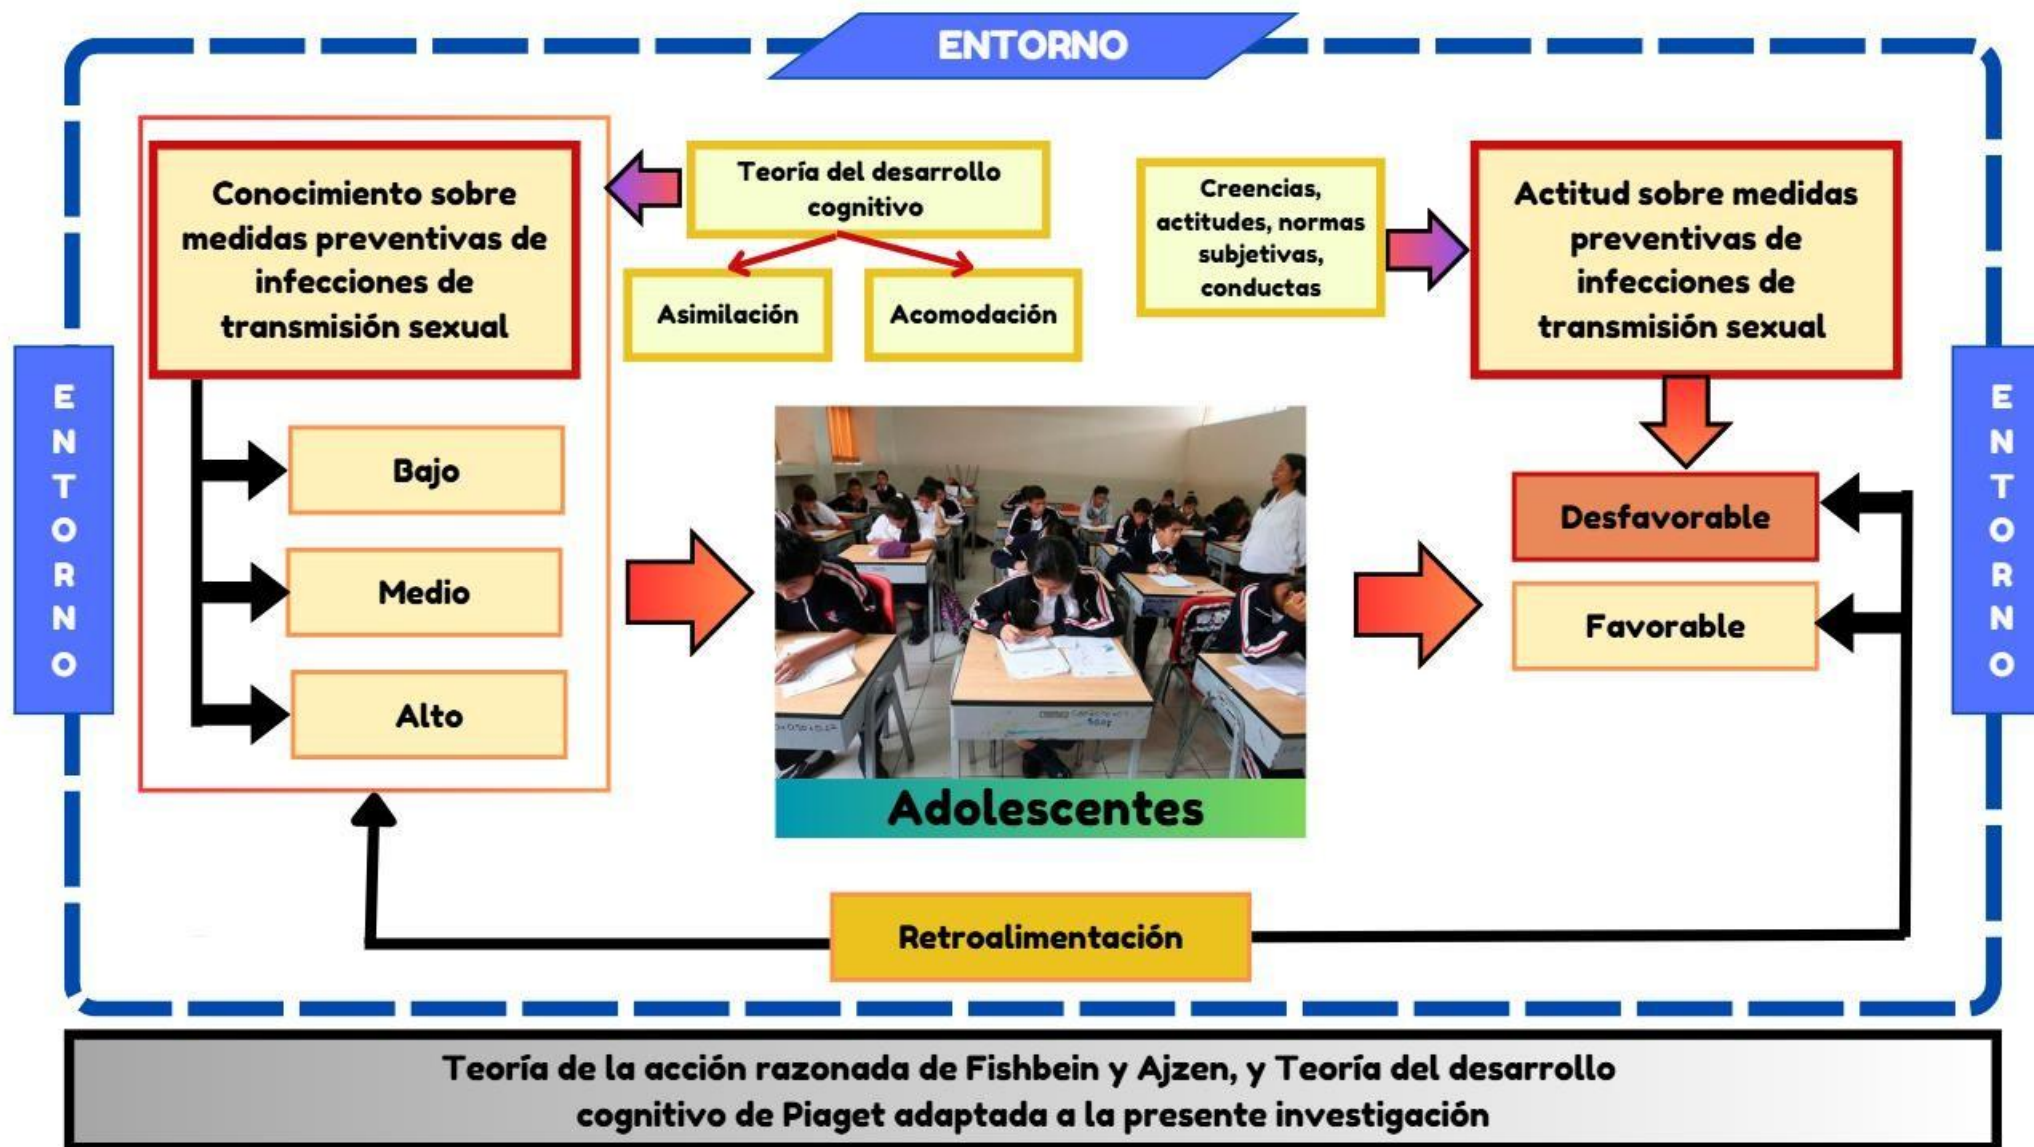 ENTORNO
Conocimiento sobre
medidas preventivas de
infecciones de
transmisión sexual
Teoría del desarrollo
cognitivo
Asimilación
Acomodación
Creencias,
actitudes, normas
subjetivas,
conductas
Actitud sobre medidas
preventivas de
infecciones de
transmisión sexual
ENTORNO
Bajo
Medio
Alto
Adolescentes
Desfavorable
Favorable
ENTORNO
Retroalimentación
Teoría de la acción razonada de Fishbein y Ajzen, y Teoría del desarrollo
cognitivo de Piaget adaptada a la presente investigación